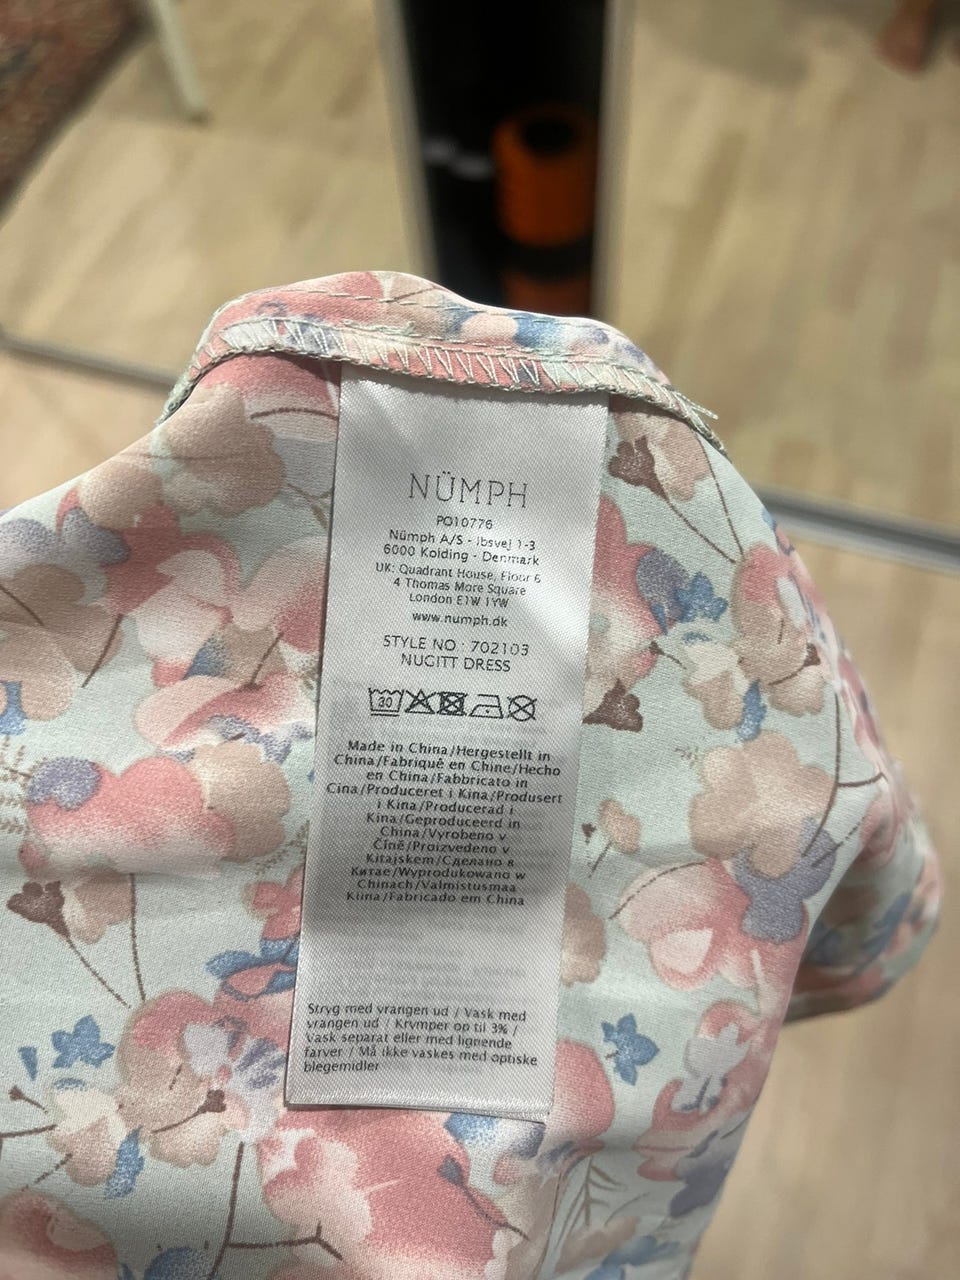 NÜMPH
PO10776
Nümph A/S - Ibsvej 1-3
6000 Kolding - Denmark
UK: Quadrant House, Floor 6
4 Thomas More Square
London E1W 1YW
www.numph.dk
STYLE NO.: 702103
NUGITT DRESS
30
Made in China/Hergestellt in
China/Fabriqué en Chine/Hecho
en China/Fabbricato in
Cina/Produceret i Kina/Produsert
i Kina/Producerad i
Kina/Geproduceerd in
China/Vyrobeno v
Číně/Proizvedeno v
Kitajskem/Сделано в
Китае/Wyprodukowano w
Chinach/Valmistusmaa
Kiina/Fabricado em China
Stryg med vrangen ud / Vask med
vrangen ud / Krymper op til 3% /
Vask separat eller med lignende
farver / Må ikke vaskes med optiske
blegemidler